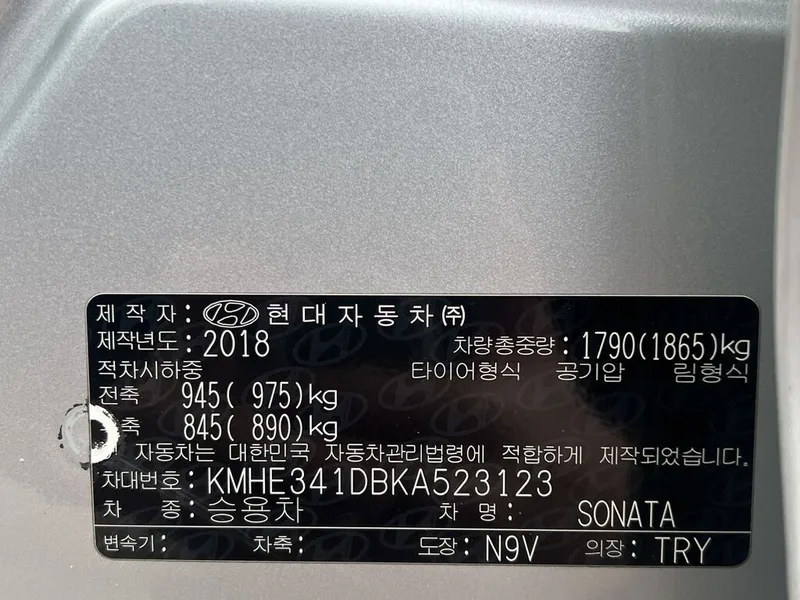 제 작 자 : 현대자동차㈜
제작년도 : 2018 차량총중량 : 1790(1865)kg
적차시하중 타이어형식 공기압 림형식
전축 945( 975)kg
축 845( 890)kg
자동차는 대한민국 자동차관리법령에 적합하게 제작되었습니다.
차대번호 : KMHE341DBKA523123
차 종 : 승용차 차 명 : SONATA
변속기 : 차축 : 도장 : N9V 의장 : TRY